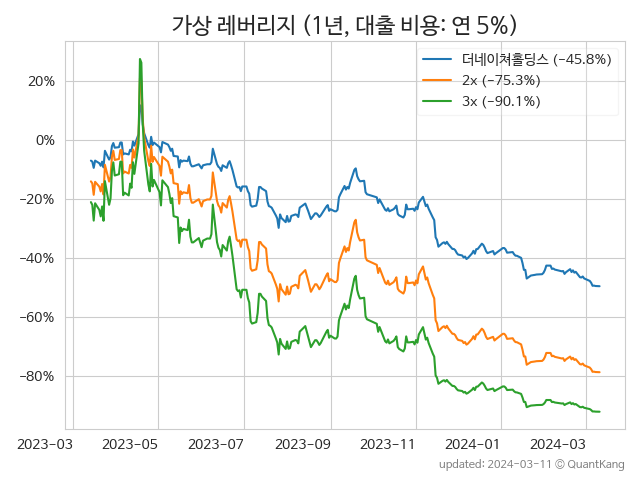 가상 레버리지 (1년, 대출 비용: 연 5%)
더네이쳐홀딩스 (−45.8%)
2x (−75.3%)
3x (−90.1%)
20%
0%
−20%
−40%
−60%
−80%
2023-03
2023-05
2023-07
2023-09
2023-11
2024-01
2024-03
updated: 2024-03-11 © QuantKang